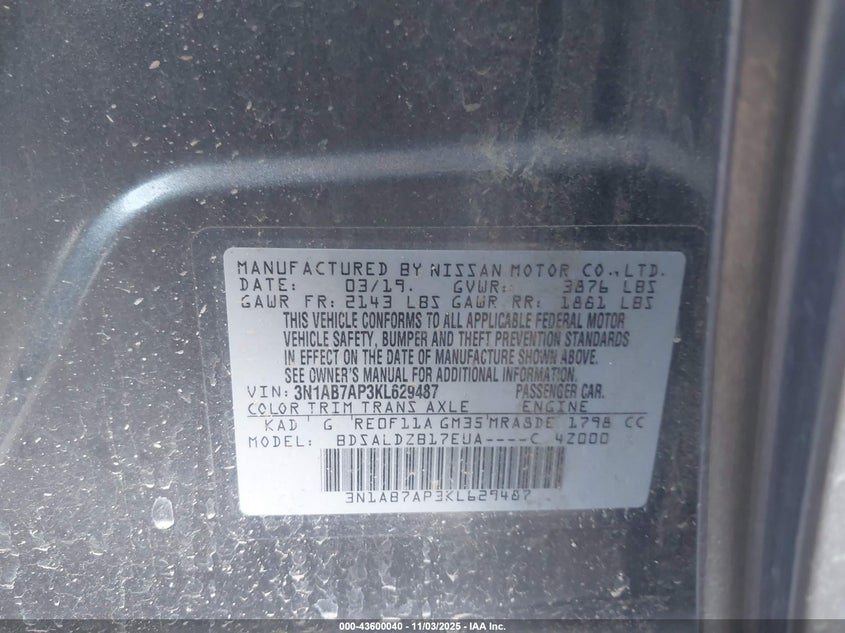 MANUFACTURED BY NISSAN MOTOR CO., LTD.
DATE: 03/19. GVWR: 3876 LBS
GAWR FR: 2143 LBS GAWR RR: 1861 LBS
THIS VEHICLE CONFORMS TO ALL APPLICABLE FEDERAL MOTOR
VEHICLE SAFETY, BUMPER AND THEFT PREVENTION STANDARDS
IN EFFECT ON THE DATE OF MANUFACTURE SHOWN ABOVE.
SEE OWNER'S MANUAL FOR ADDITIONAL INFORMATION.
VIN: 3N1AB7AP3KL629487 PASSENGER CAR.
COLOR TRIM TRANS AXLE ENGINE
KAD G RE0F11A GM35 MRA8DE 1798 CC
MODEL: BDSALDZB17EUA----C 42000
3N1AB7AP3KL629487
000-43600040 - 11/03/2025 - IAA Inc.